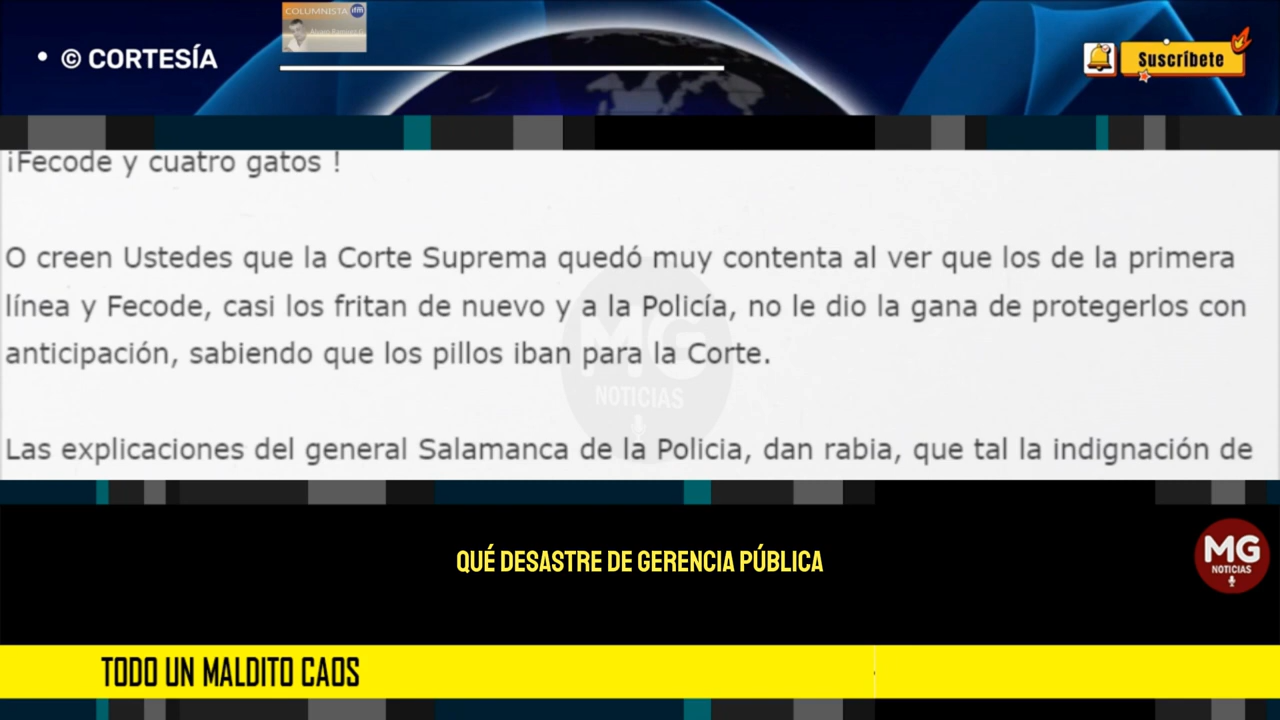 COLUMNISTA ifm
• © CORTESÍA
Suscríbete
¡Fecode y cuatro gatos !
O creen Ustedes que la Corte Suprema quedó muy contenta al ver que los de la primera
línea y Fecode, casi los fritan de nuevo y a la Policía, no le dio la gana de protegerlos con
anticipación, sabiendo que los pillos iban para la Corte.
MG
NOTICIAS
Las explicaciones del general Salamanca de la Policia, dan rabia, que tal la indignación de
QUÉ DESASTRE DE GERENCIA PÚBLICA
MG
NOTICIAS
TODO UN MALDITO CAOS